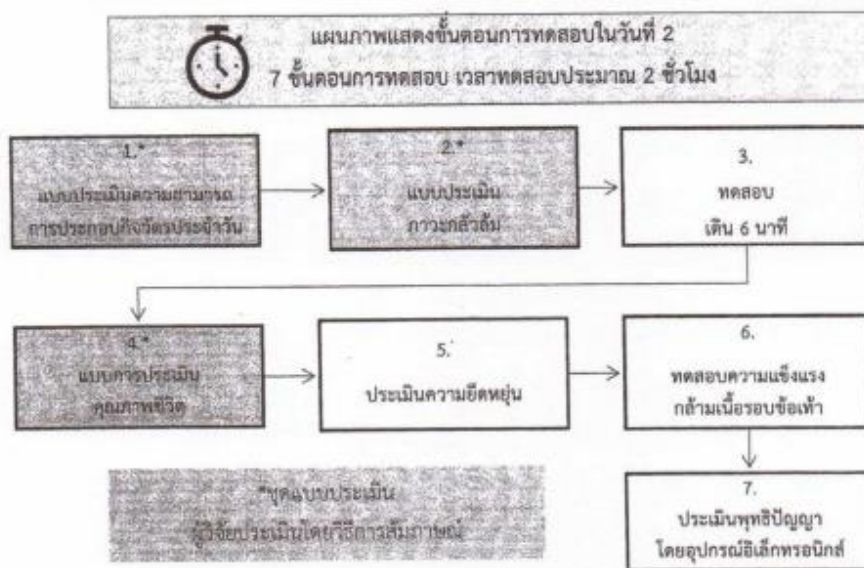 แผนภาพแสดงขั้นตอนการทดสอบในวันที่ 2
7 ขั้นตอนการทดสอบ เวลาทดสอบประมาณ 2 ชั่วโมง
1.*
แบบประเมินความสามารถ
การประกอบกิจวัตรประจำวัน
2.*
แบบประเมิน
ภาวะกลัวล้ม
3.
ทดสอบ
เดิน 6 นาที
4.*
แบบการประเมิน
คุณภาพชีวิต
5.
ประเมินความยืดหยุ่น
6.
ทดสอบความแข็งแรง
กล้ามเนื้อรอบข้อเท้า
7.
ประเมินพุทธิปัญญา
โดยอุปกรณ์อิเล็กทรอนิกส์
*ชุดแบบประเมิน
ผู้วิจัยประเมินโดยวิธีการสัมภาษณ์